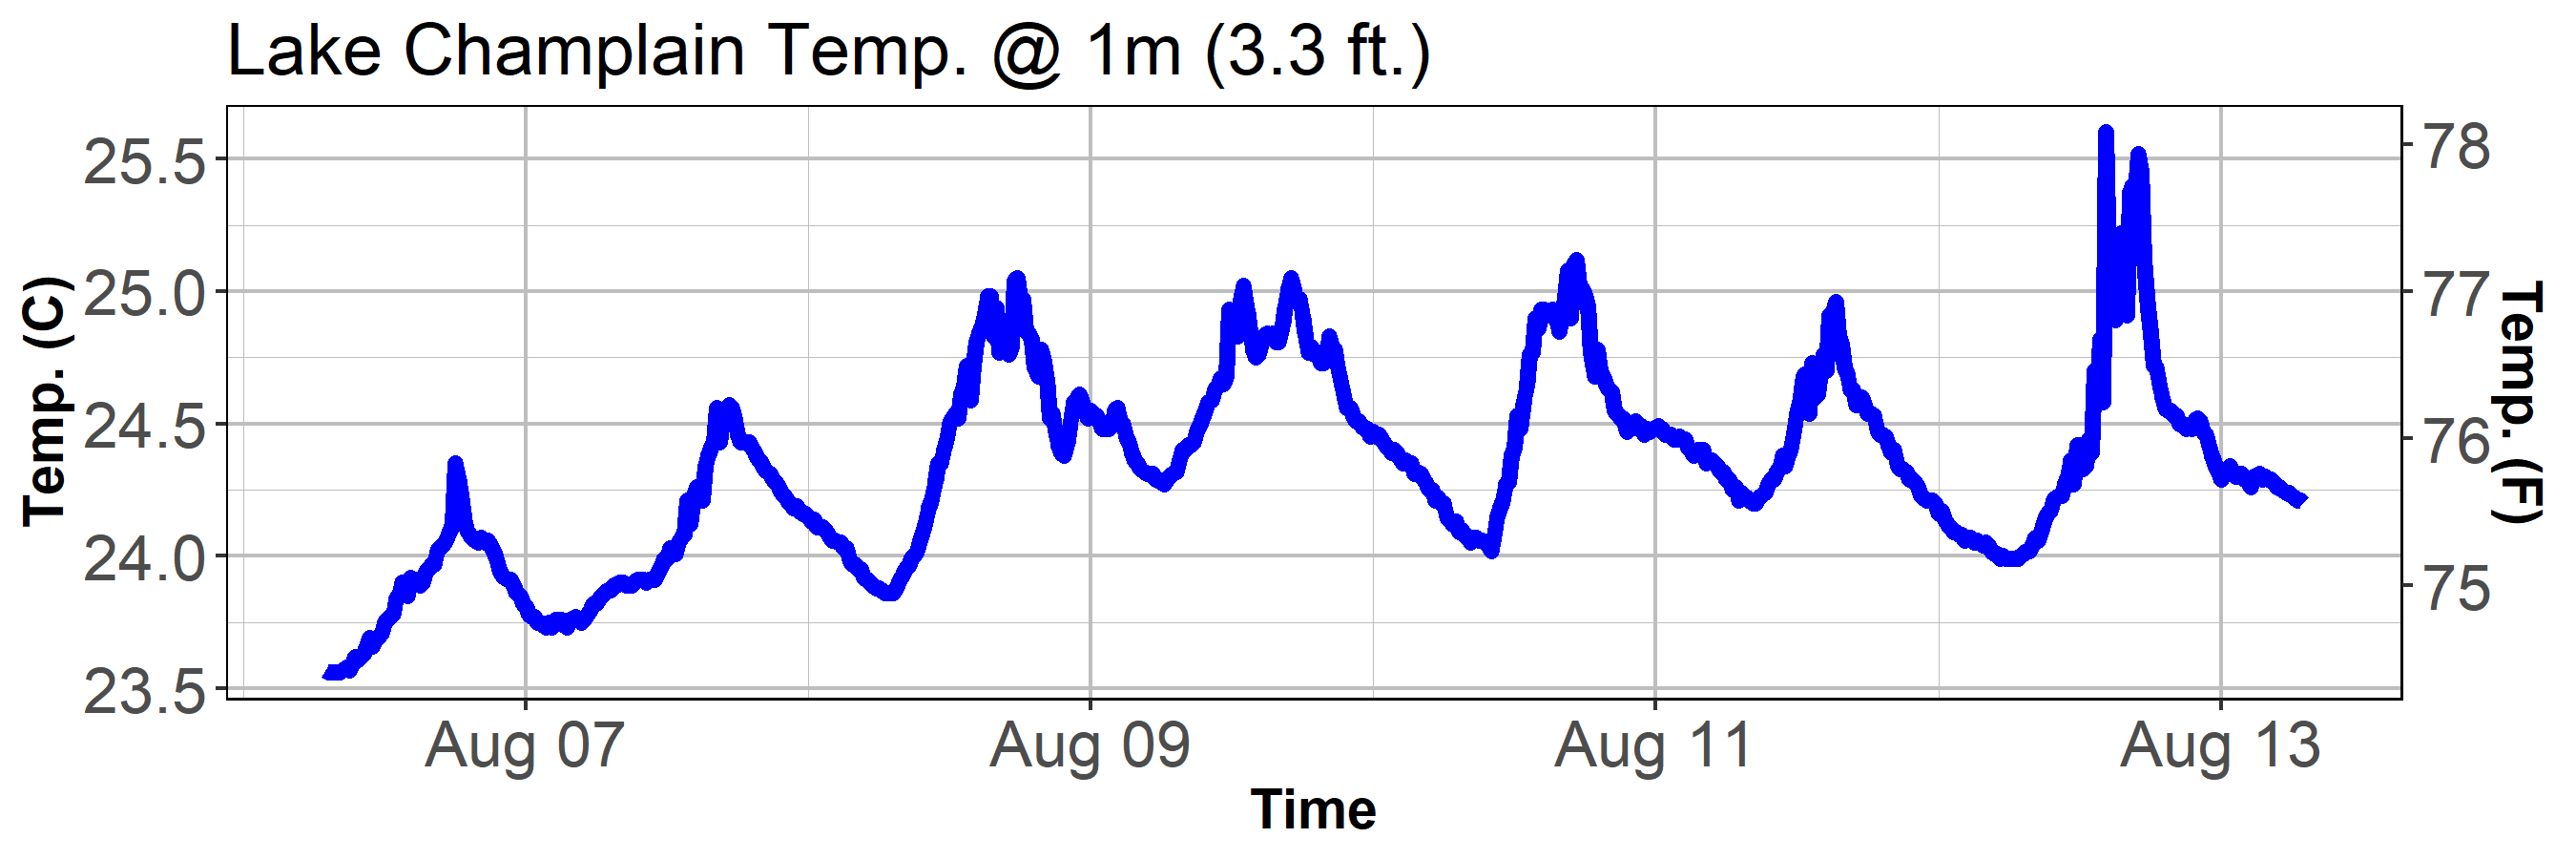 Lake Champlain Temp. @ 1m (3.3 ft.)
Temp. (C)
25.5
25.0
24.5
24.0
23.5
78
77
76
75
Temp. (F)
Aug 07
Aug 09
Aug 11
Aug 13
Time